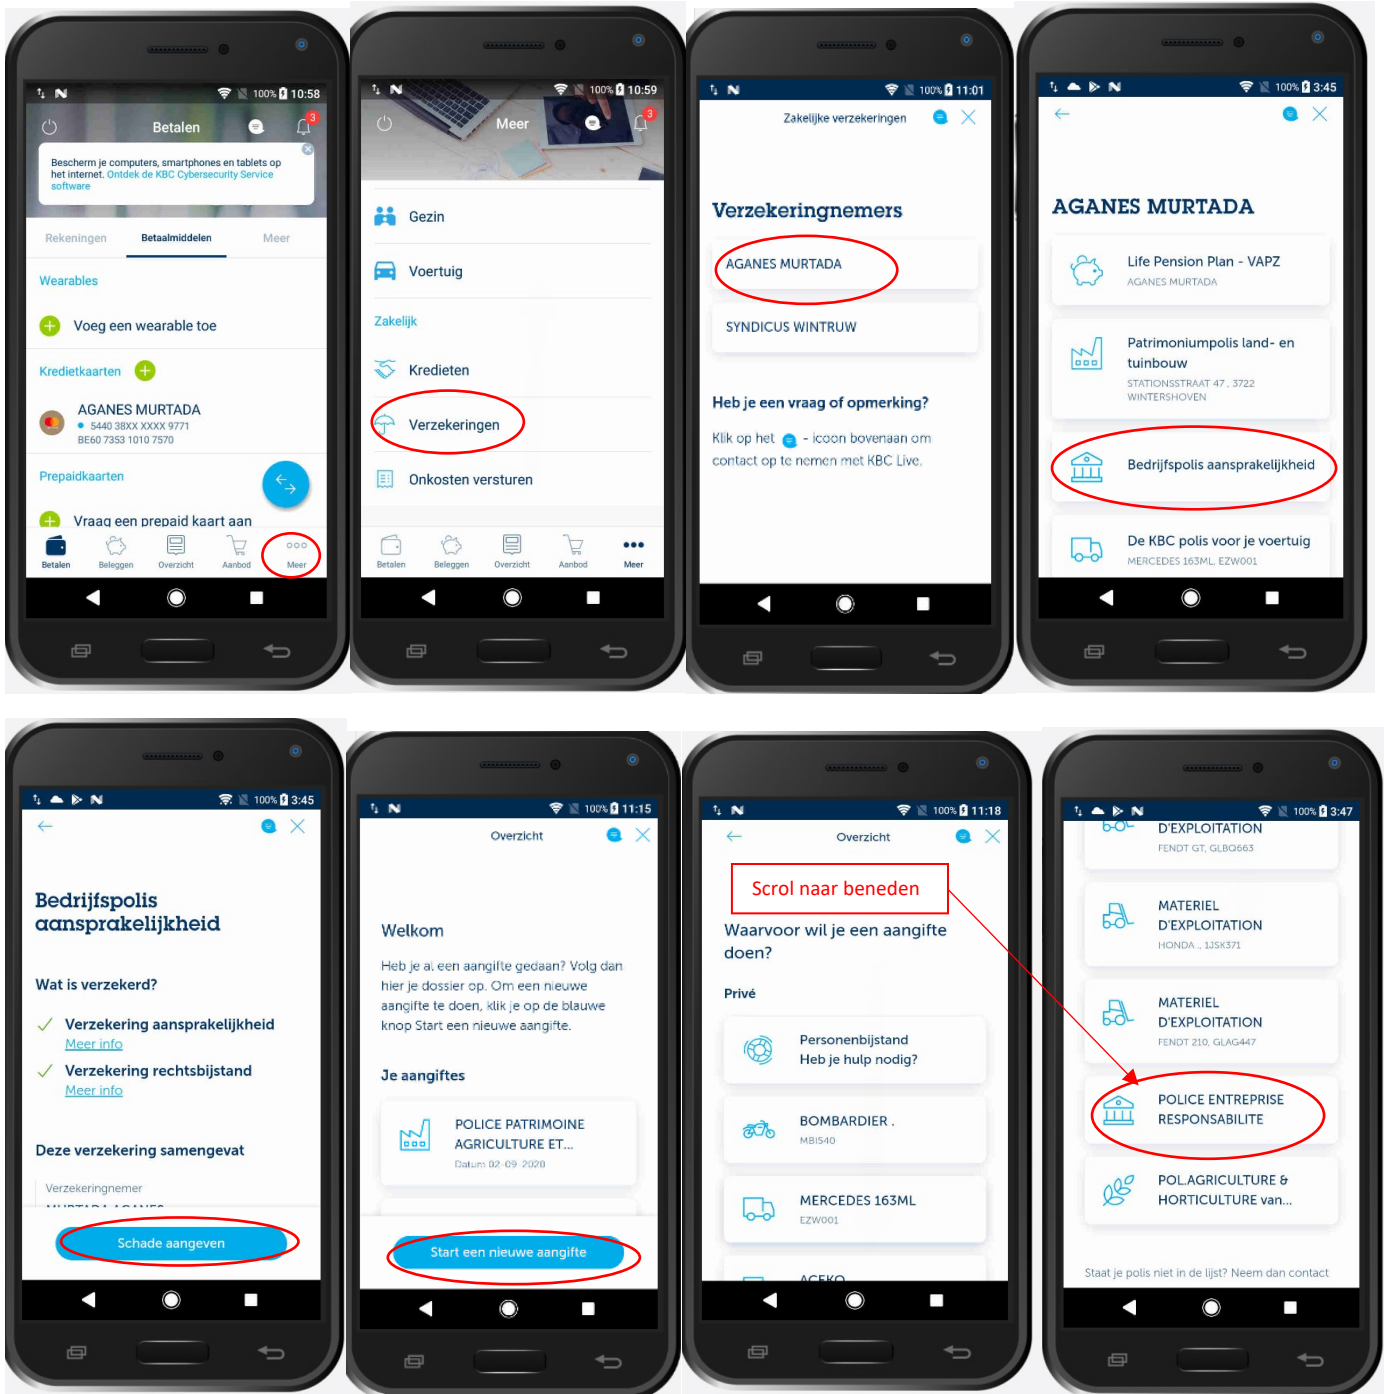 100% 10:58
Betalen
3
Bescherm je computers, smartphones en tablets op
het internet. Ontdek de KBC Cybersecurity Service
software
Rekeningen Betaalmiddelen Meer
Wearables
Voeg een wearable toe
Kredietkaarten
AGANES MURTADA
5440 38XX XXXX 9771
BE60 7353 1010 7570
Prepaidkaarten
Vraag een prepaid kaart aan
Betalen Beleggen Overzicht Aanbod Meer
100% 10:59
Meer
3
Gezin
Voertuig
Zakelijk
Kredieten
Verzekeringen
Onkosten versturen
Betalen Beleggen Overzicht Aanbod Meer
100% 11:01
Zakelijke verzekeringen
Verzekeringnemers
AGANES MURTADA
SYNDICUS WINTRUW
Heb je een vraag of opmerking?
Klik op het - icoon bovenaan om
contact op te nemen met KBC Live.
100% 3:45
AGANES MURTADA
Life Pension Plan - VAPZ
AGANES MURTADA
Patrimoniumpolis land- en
tuinbouw
STATIONSSTRAAT 47 , 3722
WINTERSHOVEN
Bedrijfspolis aansprakelijkheid
De KBC polis voor je voertuig
MERCEDES 163ML, EZW001
100% 3:45
Bedrijfspolis
aansprakelijkheid
Wat is verzekerd?
Verzekering aansprakelijkheid
Meer info
Verzekering rechtsbijstand
Meer info
Deze verzekering samengevat
Verzekeringnemer
MURTADA AGANES
Schade aangeven
100% 11:15
Overzicht
Welkom
Heb je al een aangifte gedaan? Volg dan
hier je dossier op. Om een nieuwe
aangifte te doen, klik je op de blauwe
knop Start een nieuwe aangifte.
Je aangiftes
POLICE PATRIMOINE
AGRICULTURE ET...
Datum 02-09-2020
Start een nieuwe aangifte
100% 11:18
Overzicht
Scrol naar beneden
Waarvoor wil je een aangifte
doen?
Privé
Personenbijstand
Heb je hulp nodig?
BOMBARDIER .
MBIS40
MERCEDES 163ML
EZW001
ACEKO
100% 3:47
D'EXPLOITATION
FENDT GT, GLBQ663
MATERIEL
D'EXPLOITATION
HONDA ., 1JSK371
MATERIEL
D'EXPLOITATION
FENDT 210, GLAG447
POLICE ENTREPRISE
RESPONSABILITE
POL.AGRICULTURE &
HORTICULTURE van...
Staat je polis niet in de lijst? Neem dan contact